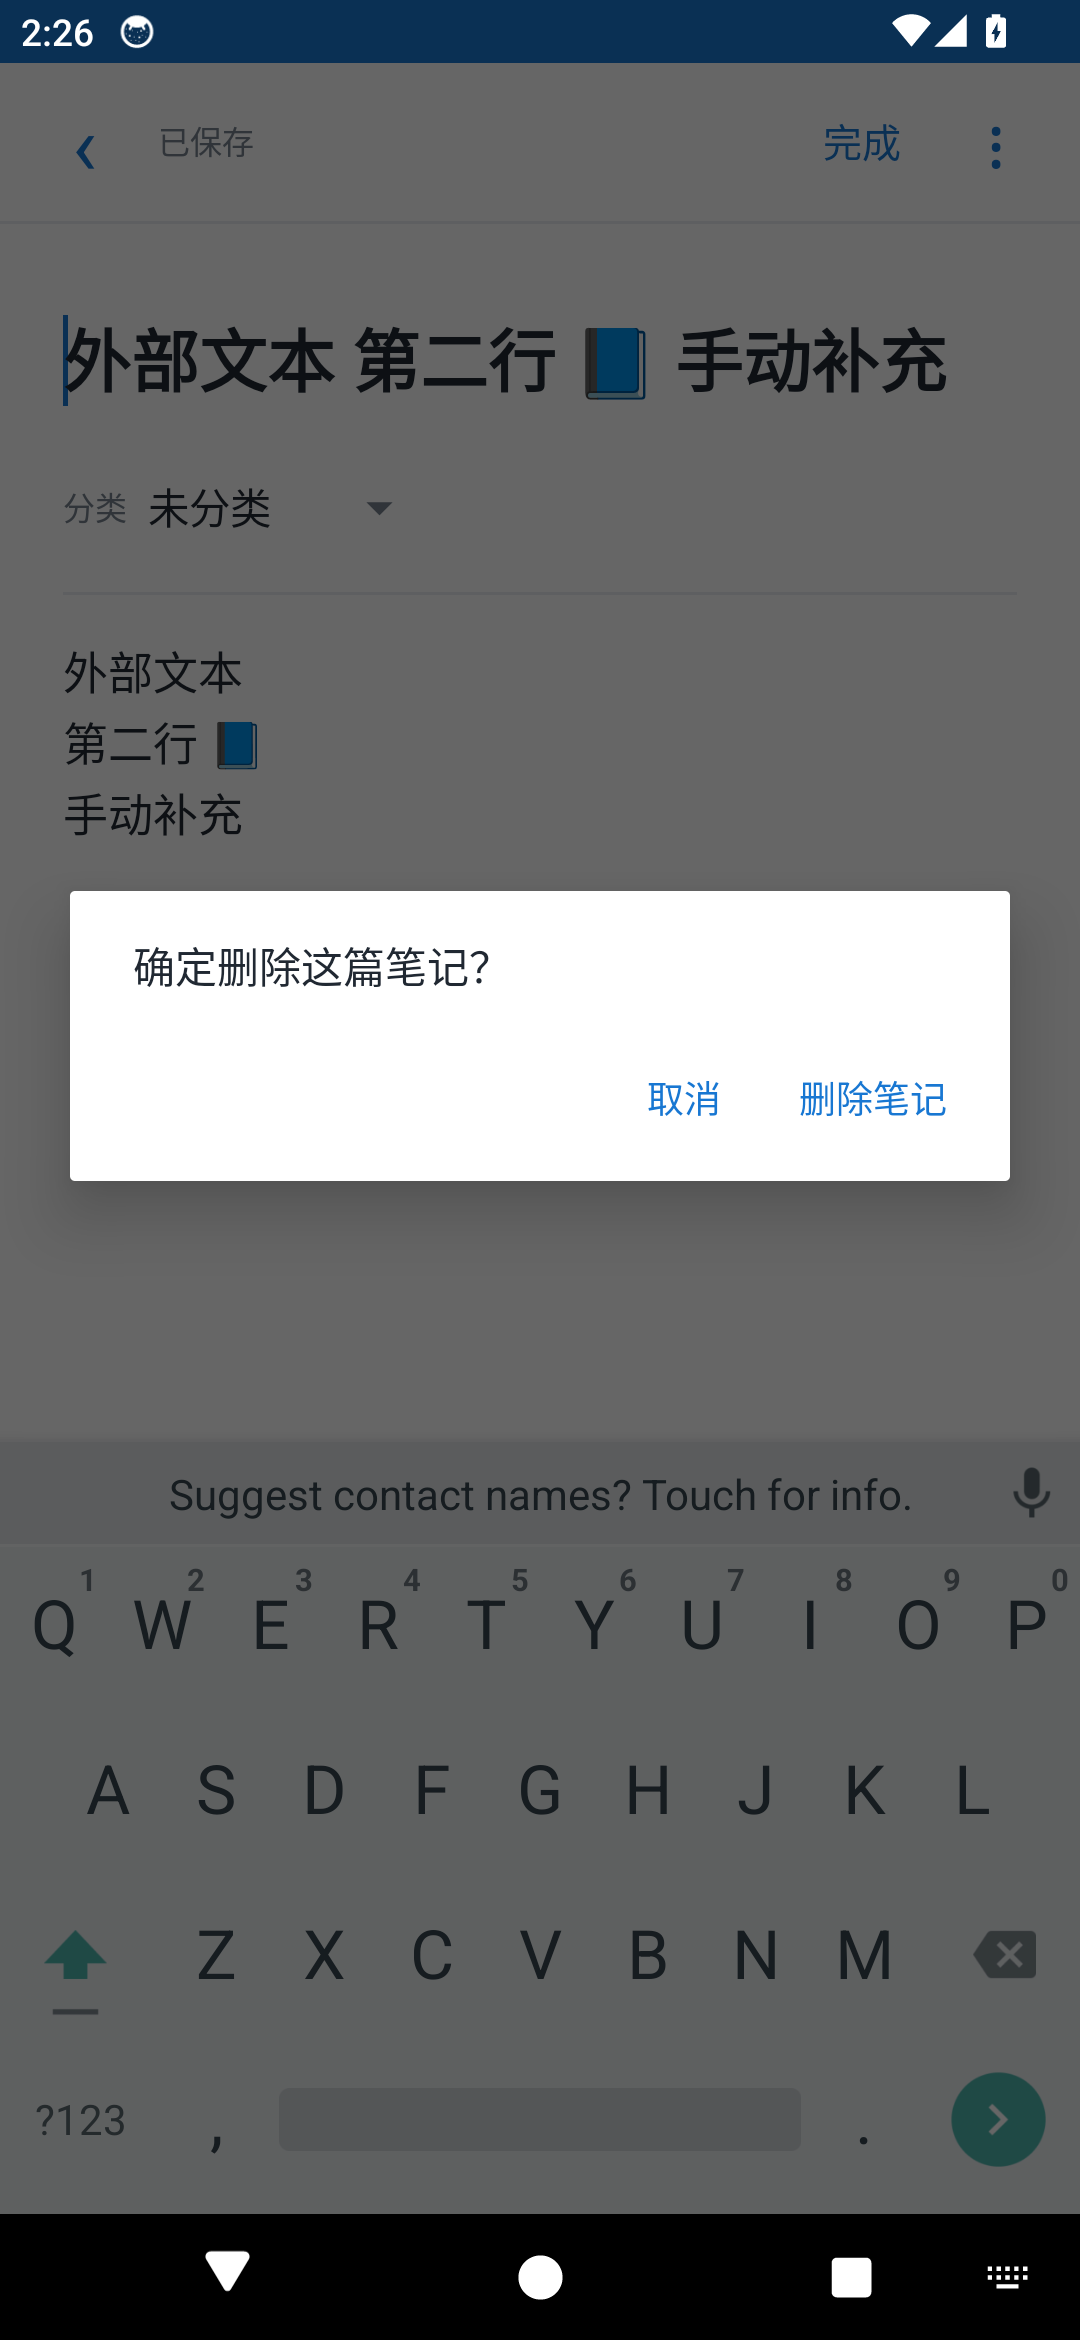 2:26
已保存
完成
外部文本 第二行 📘 手动补充
分类 未分类
外部文本
第二行 📘
手动补充
确定删除这篇笔记?
取消 删除笔记
Suggest contact names? Touch for info.
1 2 3 4 5 6 7 8 9 0
Q W E R T Y U I O P
A S D F G H J K L
Z X C V B N M
?123 , .